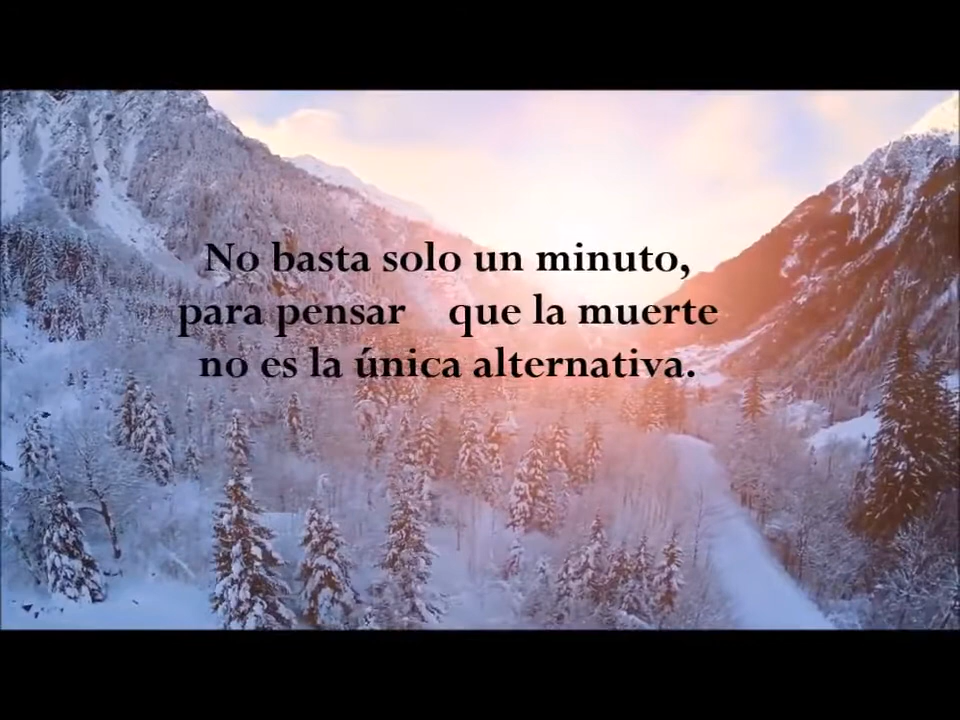 No basta solo un minuto,
para pensar que la muerte
no es la única alternativa.